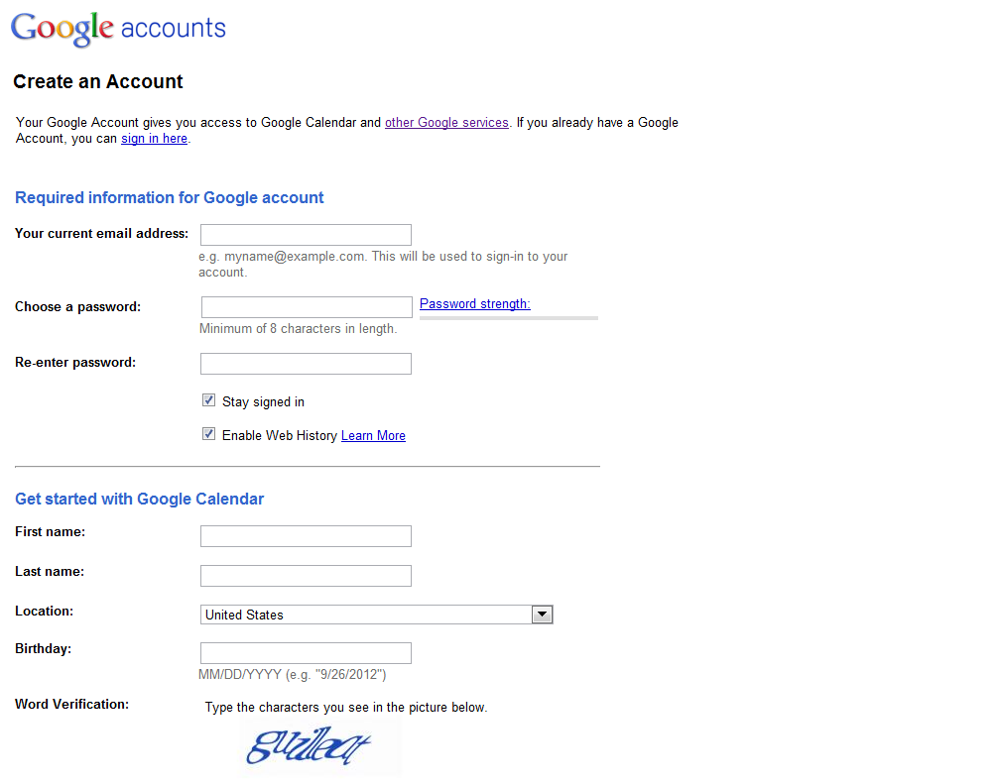 Google accounts
Create an Account
Your Google Account gives you access to Google Calendar and other Google services. If you already have a Google
Account, you can sign in here.
Required information for Google account
Your current email address:
e.g. myname@example.com. This will be used to sign-in to your
account.
Choose a password:
Password strength:
Minimum of 8 characters in length.
Re-enter password:
Stay signed in
Enable Web History Learn More
Get started with Google Calendar
First name:
Last name:
Location:
United States
Birthday:
MM/DD/YYYY (e.g. "9/26/2012")
Word Verification:
Type the characters you see in the picture below.